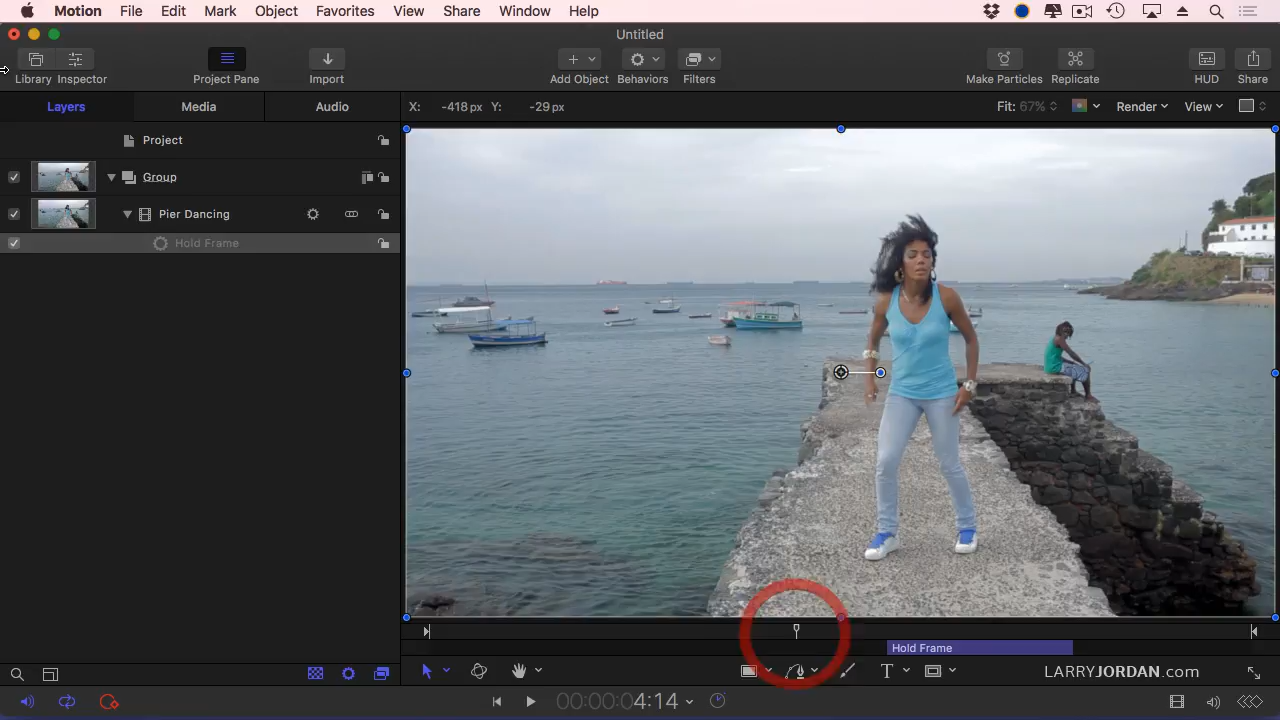 Motion File Edit Mark Object Favorites View Share Window Help
Untitled
Library Inspector Project Pane Import Add Object Behaviors Filters Make Particles Replicate HUD Share
Layers Media Audio X: -418 px Y: -29 px Fit: 67% Render View
Project
Group
Pier Dancing
Hold Frame
Hold Frame
T LARRYJORDAN.com
00:00:04:14